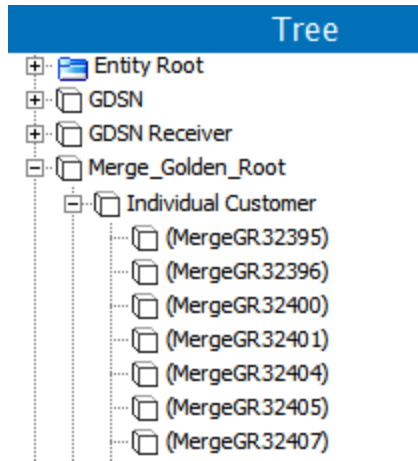 Tree
Entity Root
GDSN
GDSN Receiver
Merge_Golden_Root
Individual Customer
(MergeGR32395)
(MergeGR32396)
(MergeGR32400)
(MergeGR32401)
(MergeGR32404)
(MergeGR32405)
(MergeGR32407)